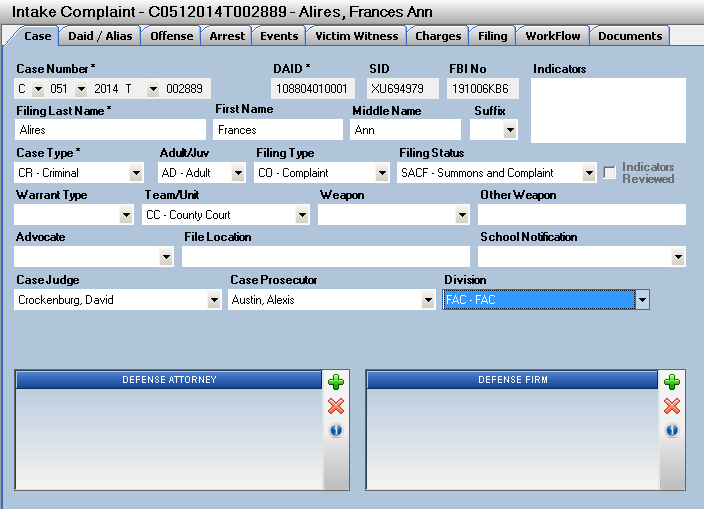 Intake Complaint - C0512014T002889 - Alires, Frances Ann
Case Daid / Alias Offense Arrest Events Victim Witness Charges Filing WorkFlow Documents
Case Number * DAID * SID FBI No Indicators
C 051 2014 T 002889 108804010001 XU694979 191006KB6
Filing Last Name * First Name Middle Name Suffix
Alires Frances Ann
Case Type * Adult/Juv Filing Type Filing Status Indicators Reviewed
CR - Criminal AD - Adult CO - Complaint SACF - Summons and Complaint
Warrant Type Team/Unit Weapon Other Weapon
CC - County Court
Advocate File Location School Notification
Case Judge Case Prosecutor Division
Crockenburg, David Austin, Alexis FAC - FAC
DEFENSE ATTORNEY DEFENSE FIRM